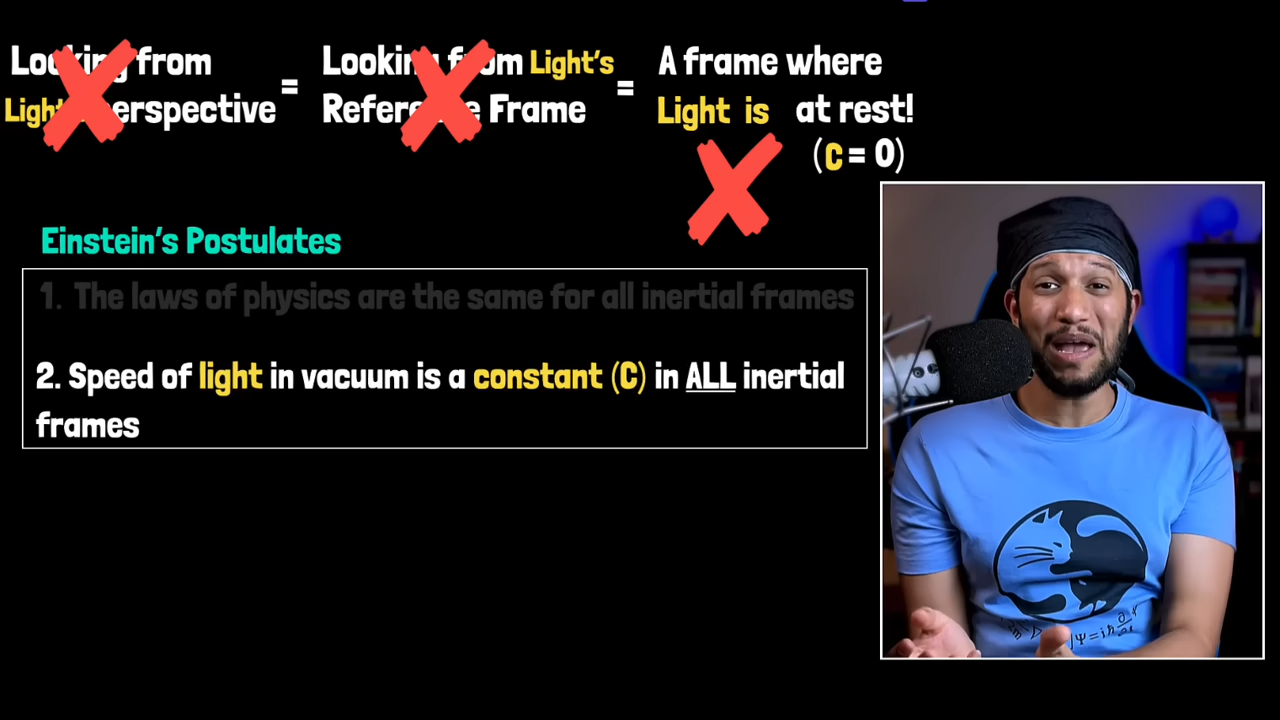 Looking from = Looking from Light's = A frame where
Light's Perspective Reference Frame Light is at rest!
(C = 0)
Einstein's Postulates
1. The laws of physics are the same for all inertial frames
2. Speed of light in vacuum is a constant (C) in ALL inertial
frames